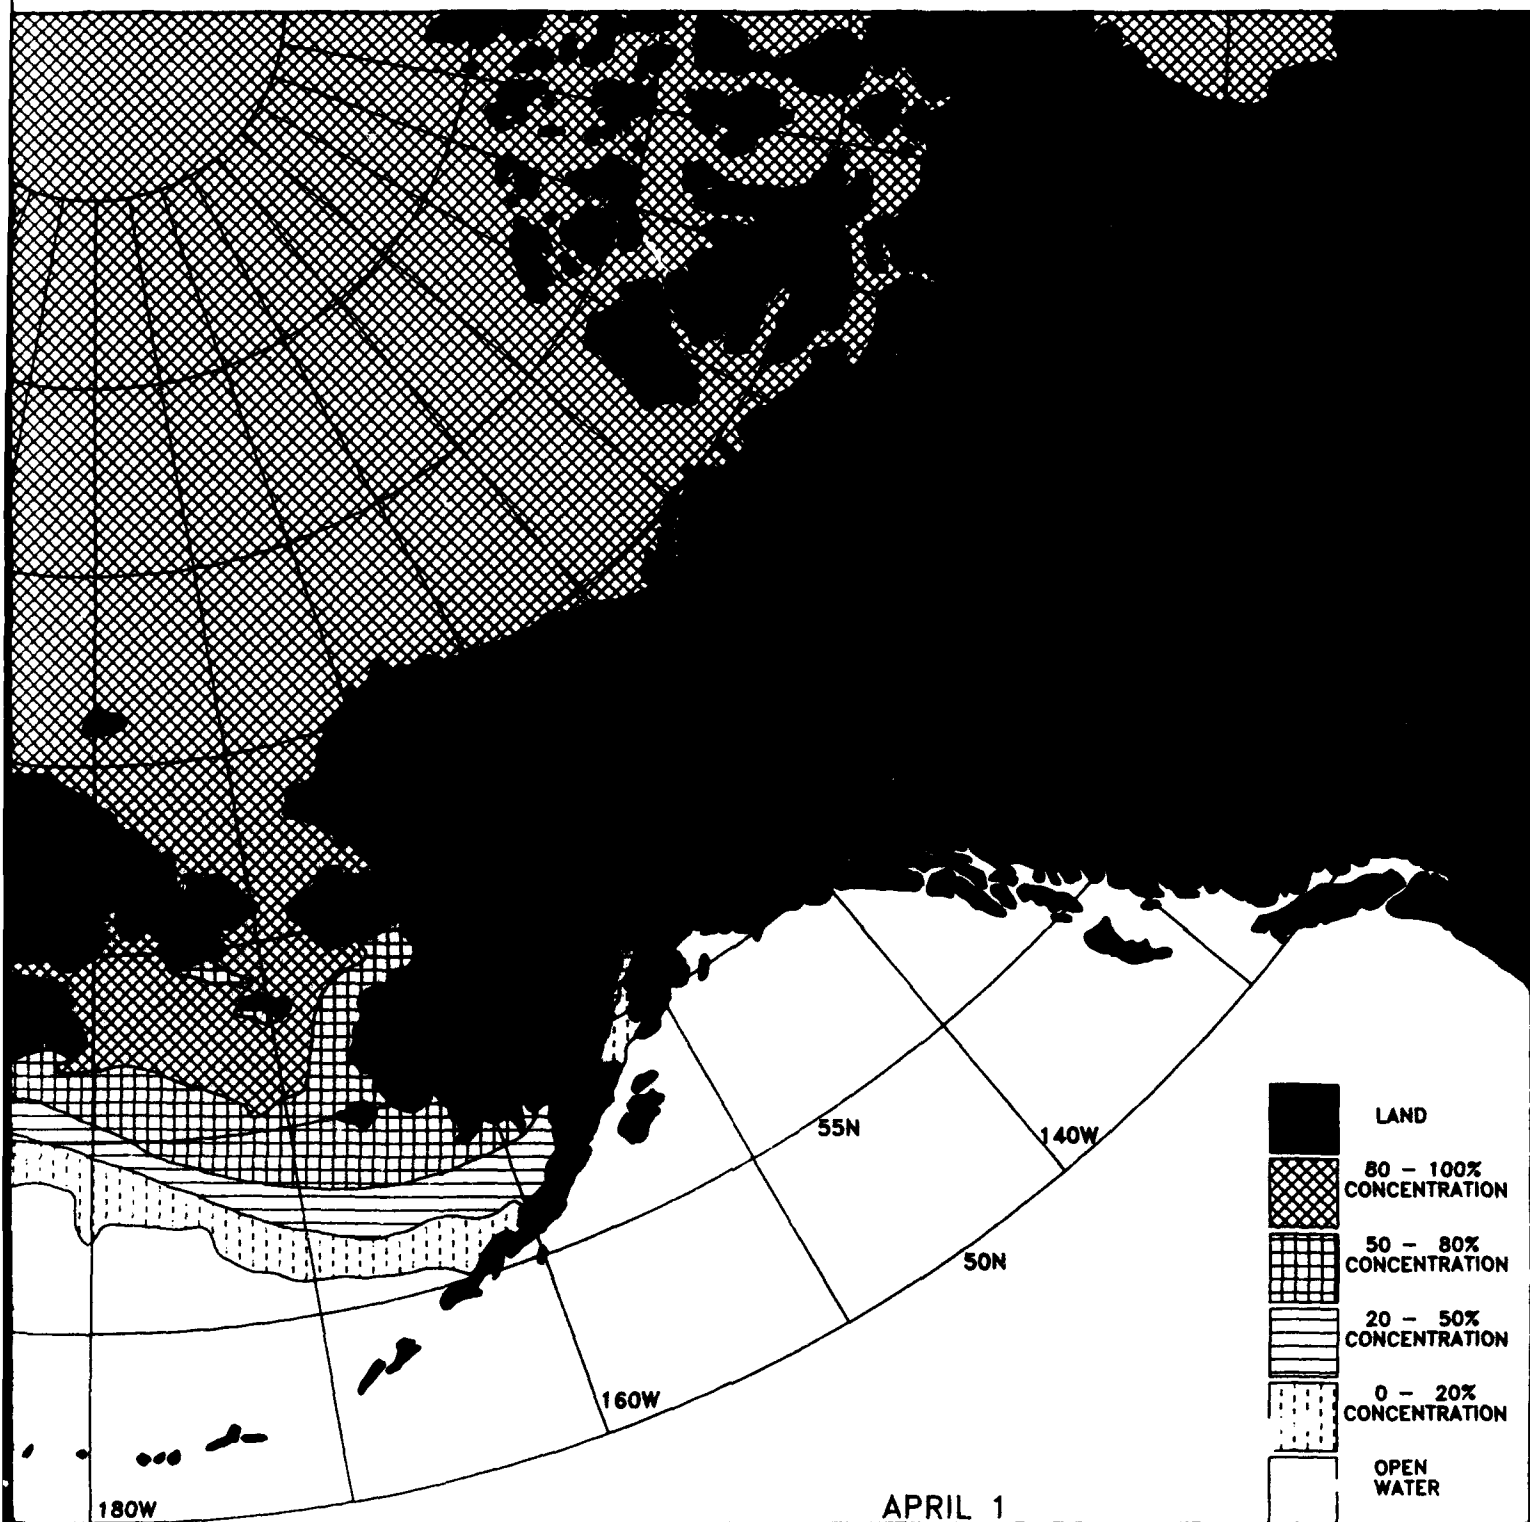 55N
140W
50N
160W
180W
APRIL 1
LAND
80 – 100%
CONCENTRATION
50 – 80%
CONCENTRATION
20 – 50%
CONCENTRATION
0 – 20%
CONCENTRATION
OPEN
WATER